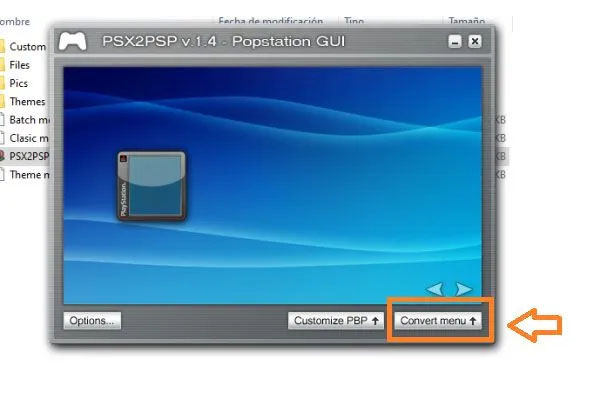 Nombre Fecha de modificación Tipo Tamaño
PSX2PSP v.1.4 - Popstation GUI
Custom
Files
Pics
Themes
Batch m
KB
Clasic m
KB
PSX2PSP
KB
Theme m
KB
PlayStation.
Options...
Customize PBP
Convert menu